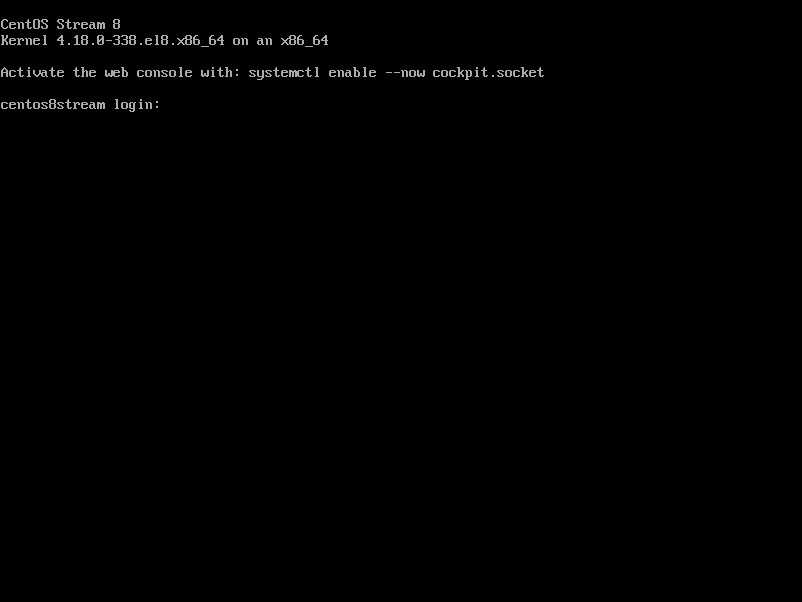 CentOS Stream 8
Kernel 4.18.0-338.el8.x86_64 on an x86_64
Activate the web console with: systemctl enable --now cockpit.socket
centos8stream login: